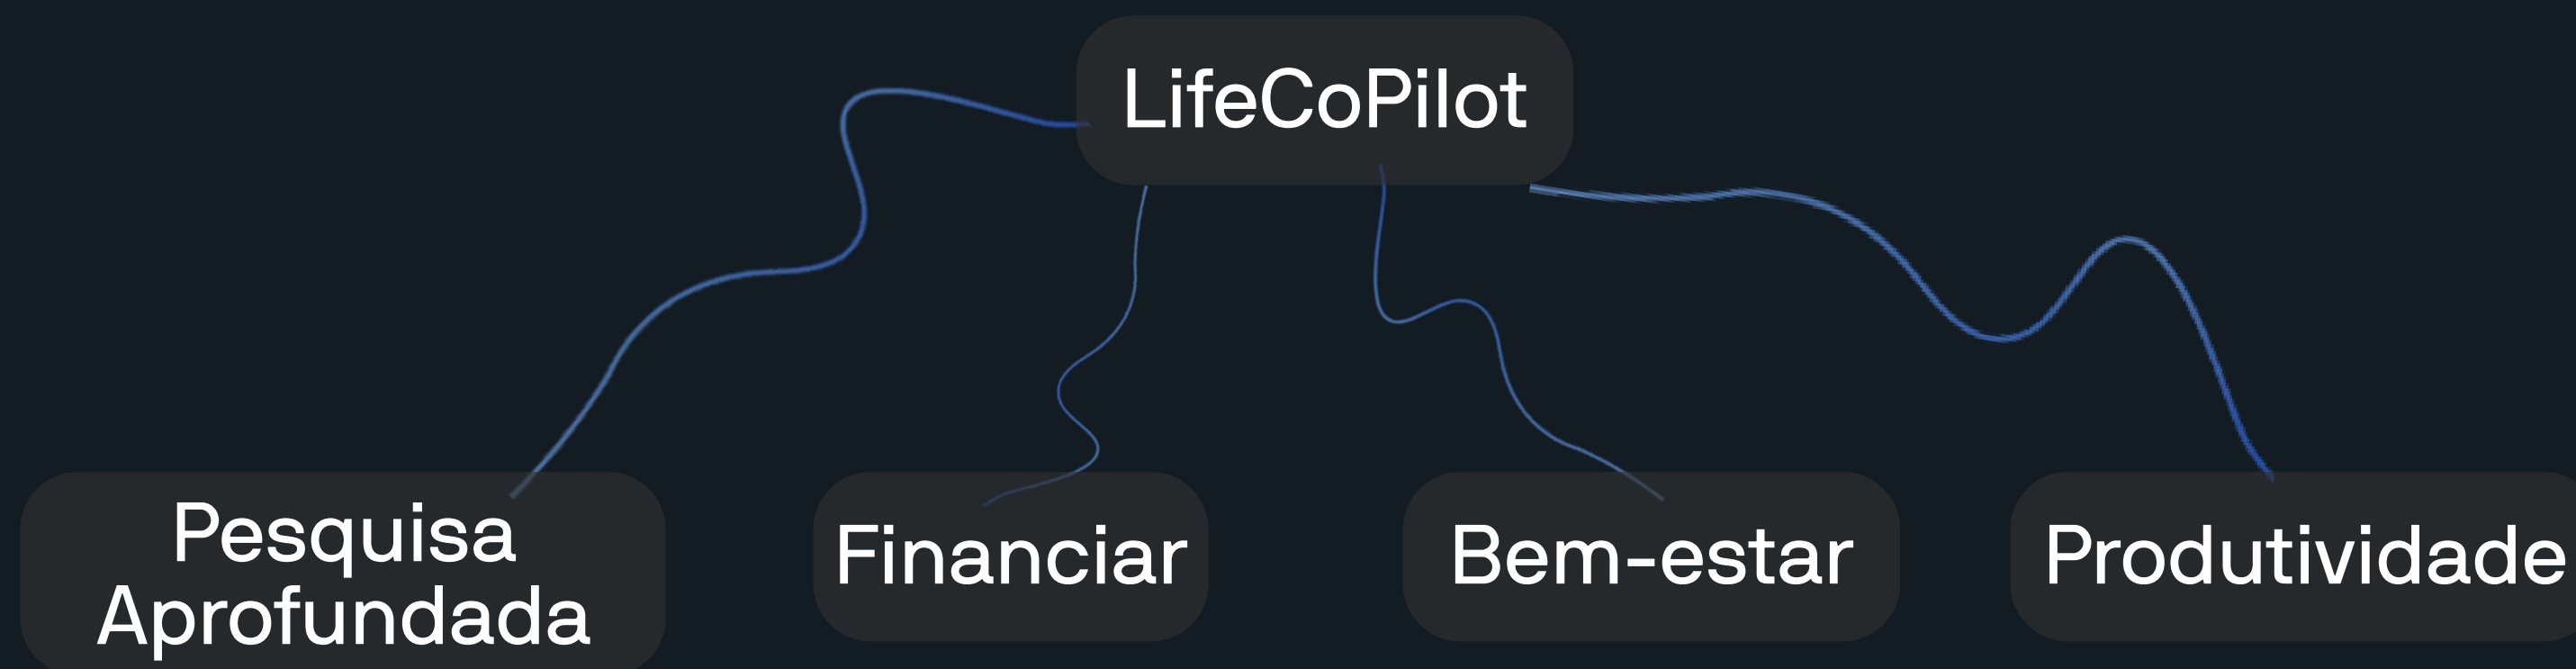 LifeCoPilot
Pesquisa
Aprofundada
Financiar
Bem-estar
Produtividade